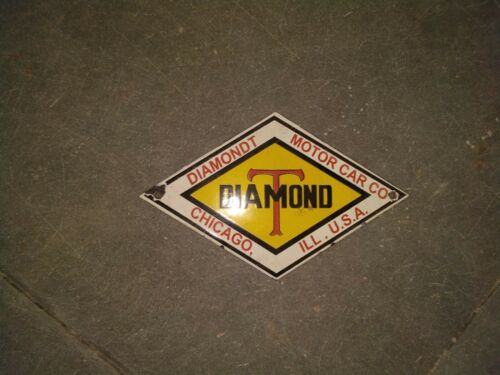 DIAMONDT MOTOR CAR CO
DIAMOND
T
CHICAGO, ILL. U.S.A.